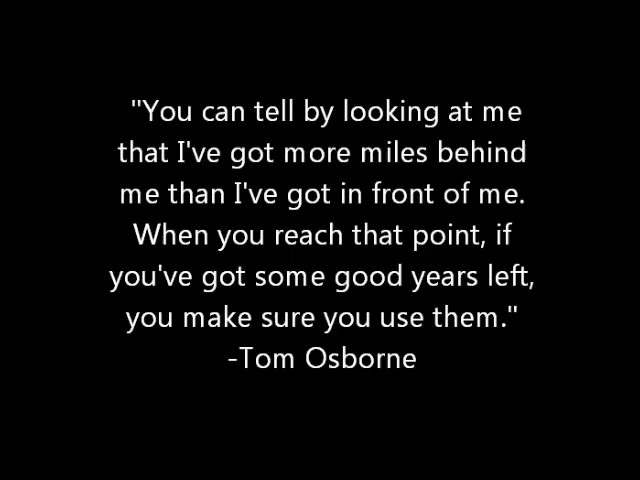 "You can tell by looking at me
that I've got more miles behind
me than I've got in front of me.
When you reach that point, if
you've got some good years left,
you make sure you use them."
-Tom Osborne